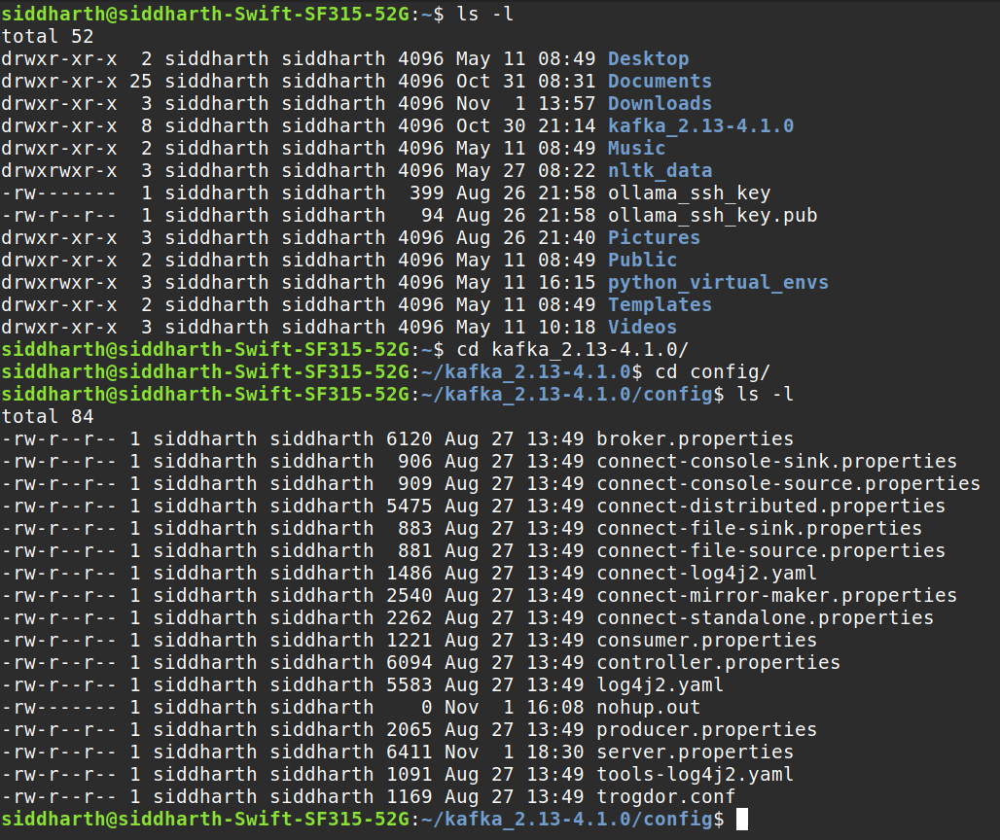 siddharth@siddharth-Swift-SF315-52G:~$ ls -l
total 52
drwxr-xr-x  2 siddharth siddharth 4096 May 11 08:49 Desktop
drwxr-xr-x 25 siddharth siddharth 4096 Oct 31 08:31 Documents
drwxr-xr-x  3 siddharth siddharth 4096 Nov  1 13:57 Downloads
drwxr-xr-x  8 siddharth siddharth 4096 Oct 30 21:14 kafka_2.13-4.1.0
drwxr-xr-x  2 siddharth siddharth 4096 May 11 08:49 Music
drwxrwxr-x  3 siddharth siddharth 4096 May 27 08:22 nltk_data
-rw-------  1 siddharth siddharth  399 Aug 26 21:58 ollama_ssh_key
-rw-r--r--  1 siddharth siddharth   94 Aug 26 21:58 ollama_ssh_key.pub
drwxr-xr-x  3 siddharth siddharth 4096 Aug 26 21:40 Pictures
drwxr-xr-x  2 siddharth siddharth 4096 May 11 08:49 Public
drwxrwxr-x  3 siddharth siddharth 4096 May 11 16:15 python_virtual_envs
drwxr-xr-x  2 siddharth siddharth 4096 May 11 08:49 Templates
drwxr-xr-x  3 siddharth siddharth 4096 May 11 10:18 Videos
siddharth@siddharth-Swift-SF315-52G:~$ cd kafka_2.13-4.1.0/
siddharth@siddharth-Swift-SF315-52G:~/kafka_2.13-4.1.0$ cd config/
siddharth@siddharth-Swift-SF315-52G:~/kafka_2.13-4.1.0/config$ ls -l
total 84
-rw-r--r-- 1 siddharth siddharth 6120 Aug 27 13:49 broker.properties
-rw-r--r-- 1 siddharth siddharth  906 Aug 27 13:49 connect-console-sink.properties
-rw-r--r-- 1 siddharth siddharth  909 Aug 27 13:49 connect-console-source.properties
-rw-r--r-- 1 siddharth siddharth 5475 Aug 27 13:49 connect-distributed.properties
-rw-r--r-- 1 siddharth siddharth  883 Aug 27 13:49 connect-file-sink.properties
-rw-r--r-- 1 siddharth siddharth  881 Aug 27 13:49 connect-file-source.properties
-rw-r--r-- 1 siddharth siddharth 1486 Aug 27 13:49 connect-log4j2.yaml
-rw-r--r-- 1 siddharth siddharth 2540 Aug 27 13:49 connect-mirror-maker.properties
-rw-r--r-- 1 siddharth siddharth 2262 Aug 27 13:49 connect-standalone.properties
-rw-r--r-- 1 siddharth siddharth 1221 Aug 27 13:49 consumer.properties
-rw-r--r-- 1 siddharth siddharth 6094 Aug 27 13:49 controller.properties
-rw-r--r-- 1 siddharth siddharth 5583 Aug 27 13:49 log4j2.yaml
-rw------- 1 siddharth siddharth    0 Nov  1 16:08 nohup.out
-rw-r--r-- 1 siddharth siddharth 2065 Aug 27 13:49 producer.properties
-rw-r--r-- 1 siddharth siddharth 6411 Nov  1 18:30 server.properties
-rw-r--r-- 1 siddharth siddharth 1091 Aug 27 13:49 tools-log4j2.yaml
-rw-r--r-- 1 siddharth siddharth 1169 Aug 27 13:49 trogdor.conf
siddharth@siddharth-Swift-SF315-52G:~/kafka_2.13-4.1.0/config$